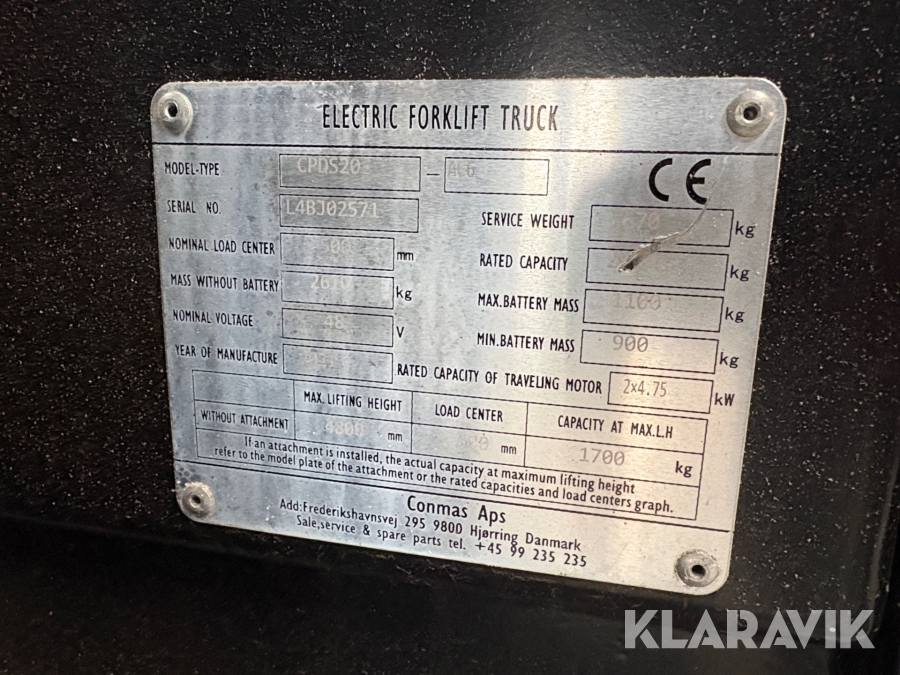 ELECTRIC FORKLIFT TRUCK
MODEL-TYPE CPDS20 - AC6
CE
SERIAL NO. L4BJ02571
SERVICE WEIGHT kg
NOMINAL LOAD CENTER mm
RATED CAPACITY kg
MASS WITHOUT BATTERY kg
MAX.BATTERY MASS 1100 kg
NOMINAL VOLTAGE 48 V
MIN.BATTERY MASS 900 kg
YEAR OF MANUFACTURE
RATED CAPACITY OF TRAVELING MOTOR 2x4.75 kW
MAX. LIFTING HEIGHT LOAD CENTER CAPACITY AT MAX.L.H
WITHOUT ATTACHMENT 4800 mm mm 1700 kg
If an attachment is installed, the actual capacity at maximum lifting height
refer to the model plate of the attachment or the rated capacities and load centers graph.
Conmas Aps
Add:Frederikshavnsvej 295 9800 Hjørring Danmark
Sale,service & spare parts tel. +45 99 235 235
KLARAVIK